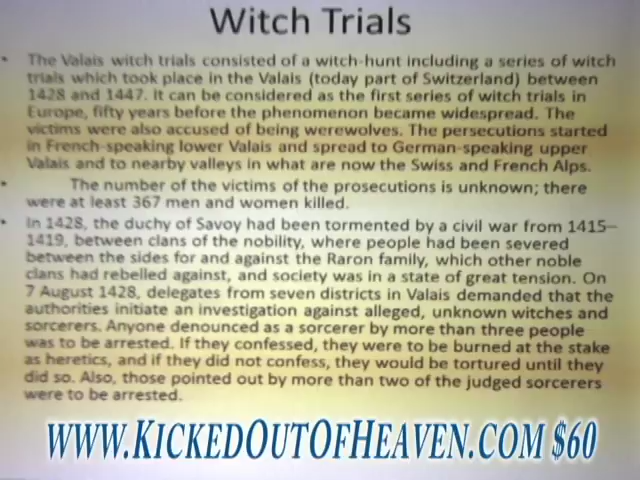 Witch Trials
• The Valais witch trials consisted of a witch-hunt including a series of witch
trials which took place in the Valais (today part of Switzerland) between
1428 and 1447. It can be considered as the first series of witch trials in
Europe, fifty years before the phenomenon became widespread. The
victims were also accused of being werewolves. The persecutions started
in French-speaking lower Valais and spread to German-speaking upper
Valais and to nearby valleys in what are now the Swiss and French Alps.
• The number of the victims of the prosecutions is unknown; there
were at least 367 men and women killed.
• In 1428, the duchy of Savoy had been tormented by a civil war from 1415–
1419, between clans of the nobility, where people had been severed
between the sides for and against the Raron family, which other noble
clans had rebelled against, and society was in a state of great tension. On
7 August 1428, delegates from seven districts in Valais demanded that the
authorities initiate an investigation against alleged, unknown witches and
sorcerers. Anyone denounced as a sorcerer by more than three people
was to be arrested. If they confessed, they were to be burned at the stake
as heretics, and if they did not confess, they would be tortured until they
did so. Also, those pointed out by more than two of the judged sorcerers
were to be arrested.
WWW.KICKEDOUTOFHEAVEN.COM $60